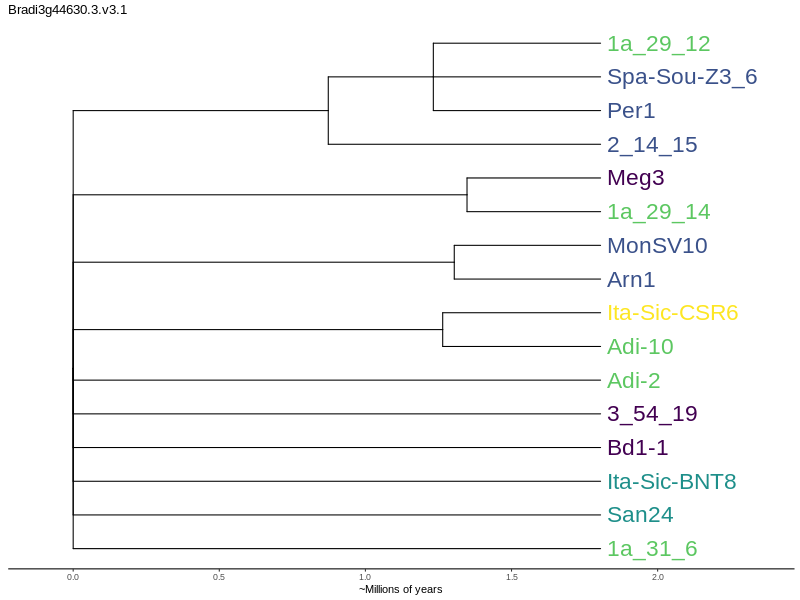 Bradi3g44630.3.v3.1
1a_29_12
Spa-Sou-Z3_6
Per1
2_14_15
Meg3
1a_29_14
MonSV10
Arn1
Ita-Sic-CSR6
Adi-10
Adi-2
3_54_19
Bd1-1
Ita-Sic-BNT8
San24
1a_31_6
0.0 0.5 1.0 1.5 2.0
~Millions of years